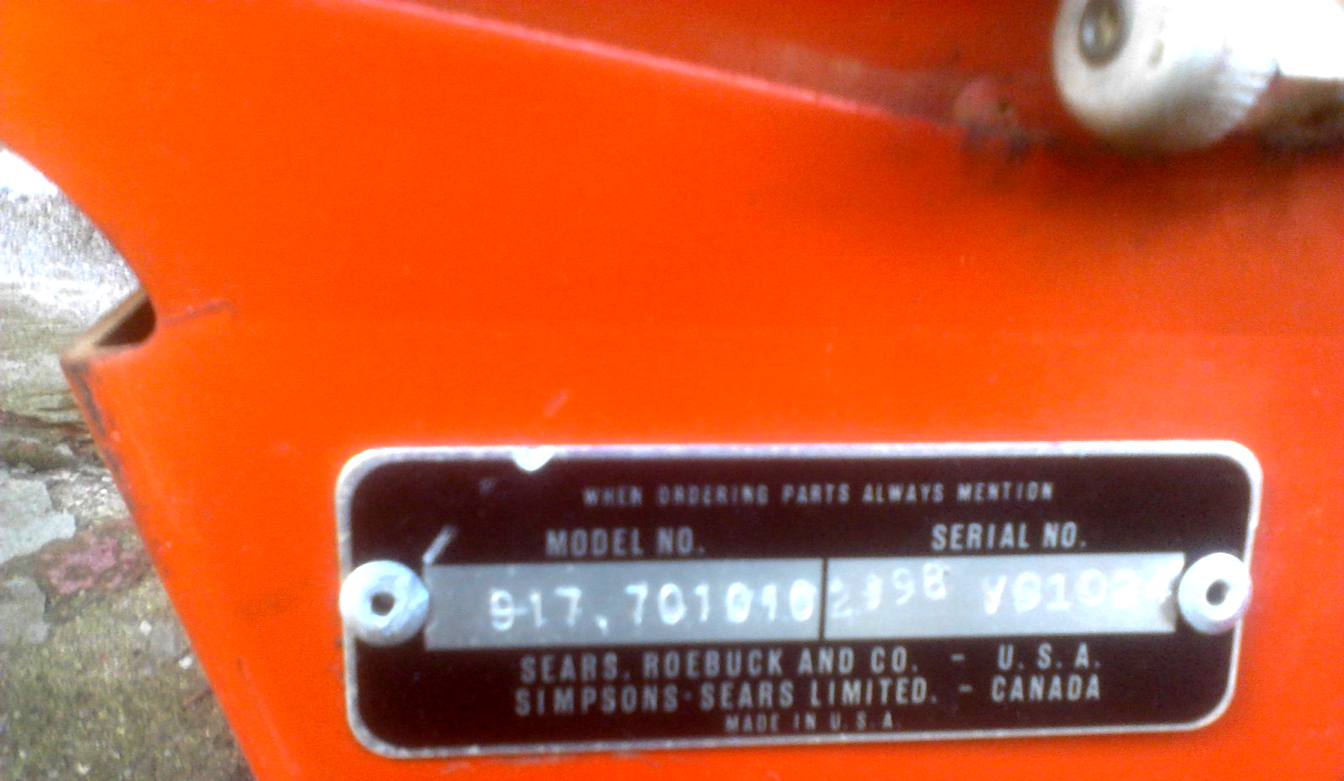 WHEN ORDERING PARTS ALWAYS MENTION
MODEL NO. SERIAL NO.
917.701010
SEARS, ROEBUCK AND CO. - U.S.A.
SIMPSONS-SEARS LIMITED. - CANADA
MADE IN U.S.A.